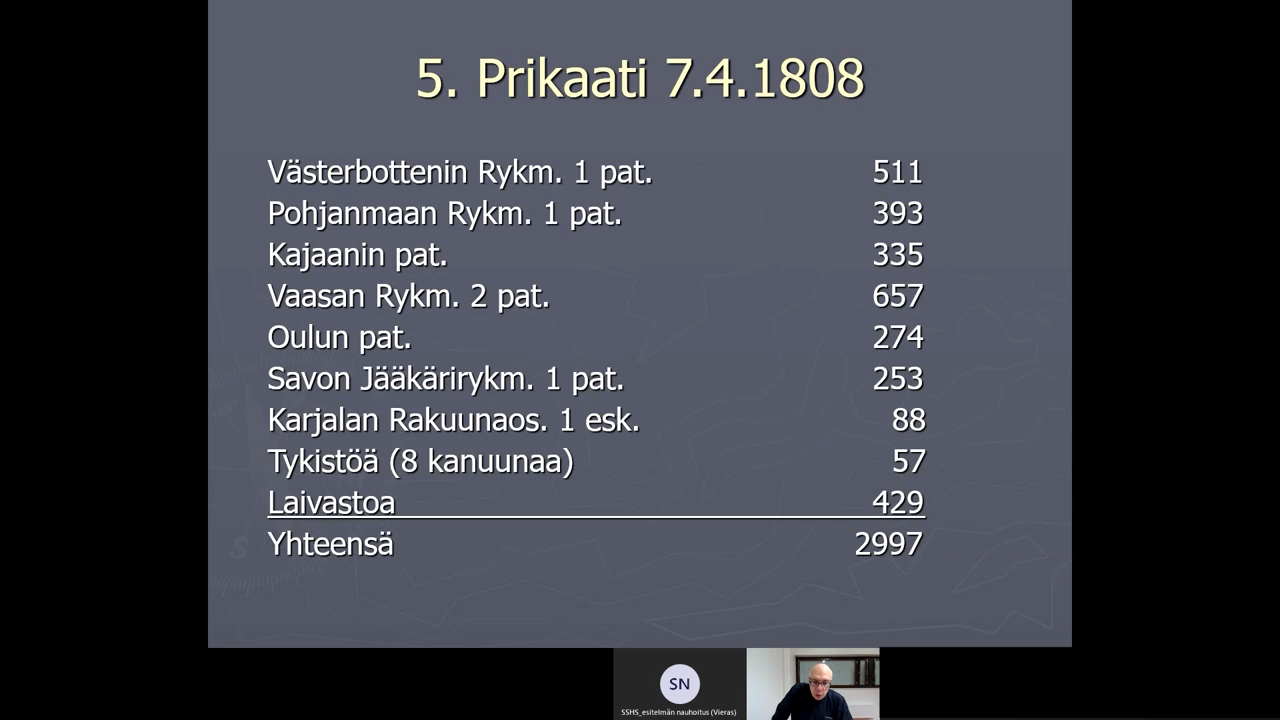 5. Prikaati 7.4.1808
Västerbottenin Rykm. 1 pat. 511
Pohjanmaan Rykm. 1 pat. 393
Kajaanin pat. 335
Vaasan Rykm. 2 pat. 657
Oulun pat. 274
Savon Jääkärirykm. 1 pat. 253
Karjalan Rakuunaos. 1 esk. 88
Tykistöä (8 kanuunaa) 57
Laivastoa 429
Yhteensä 2997
SN
SSHS_esitelmän nauhoitus (Vieras)